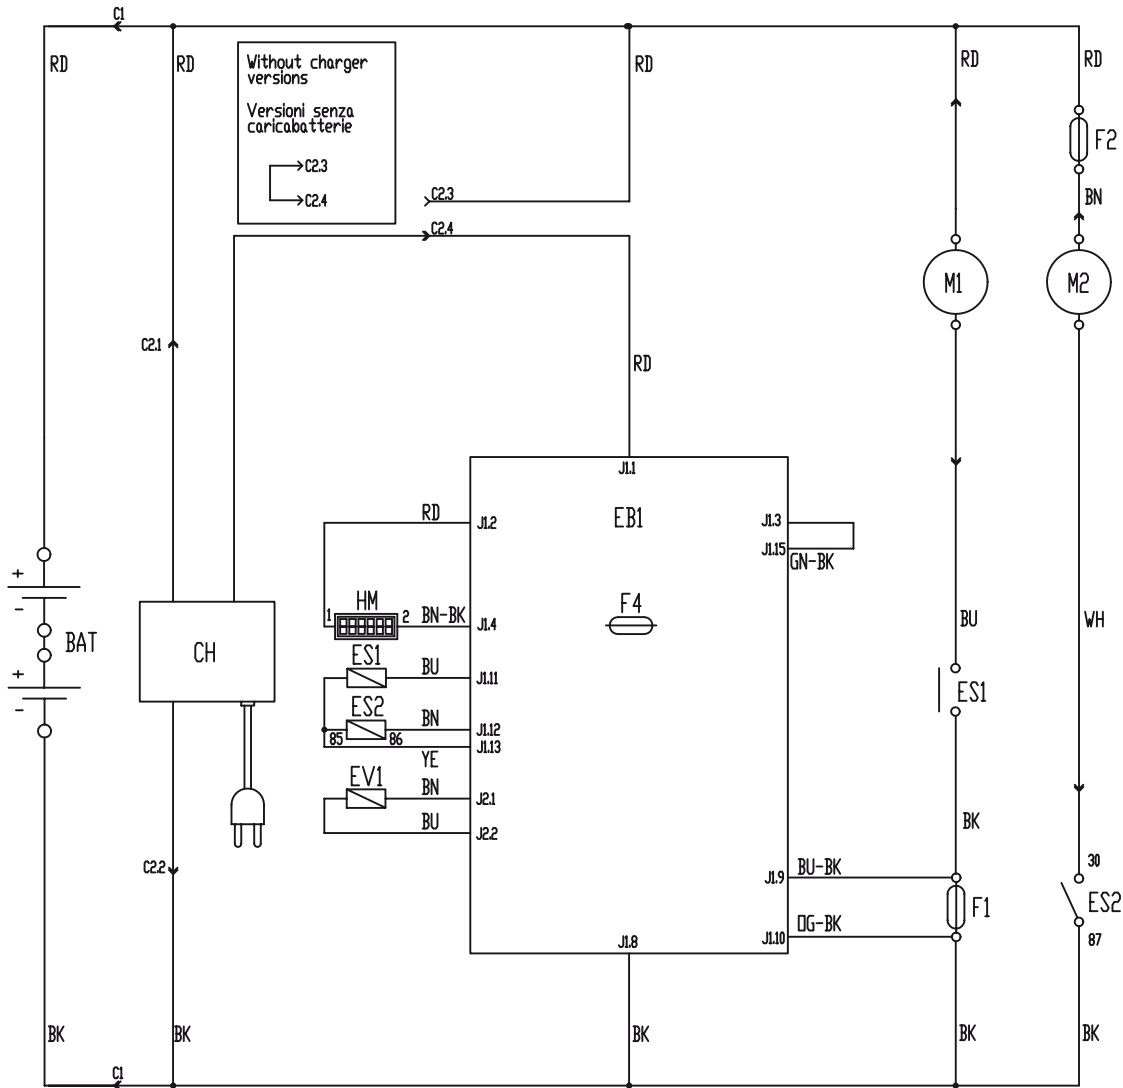 C1
RD
RD
RD
RD
RD
Without charger
versions
Versioni senza
caricabatterie
C2.3
C2.4
C2.3
C2.4
F2
BN
M1
M2
C2.1
RD
J1.1
EB1
RD
J1.2
J1.3
J1.15
GN-BK
+
-
BAT
+
-
CH
HM
1
2
BN-BK
J1.4
F4
ES1
BU
J1.11
ES2
BN
J1.12
85
86
J1.13
YE
EV1
BN
J2.1
BU
J2.2
BU
WH
ES1
BK
C2.2
J1.9
BU-BK
30
F1
ES2
J1.10
OG-BK
87
J1.8
BK
BK
BK
BK
BK
C1